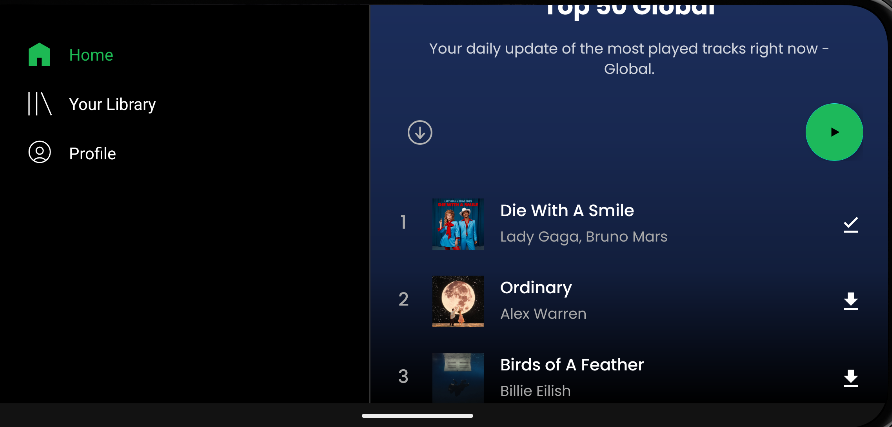 Home
Your Library
Profile
Top 50 Global
Your daily update of the most played tracks right now -
Global.
1
Die With A Smile
Lady Gaga, Bruno Mars
2
Ordinary
Alex Warren
3
Birds of A Feather
Billie Eilish